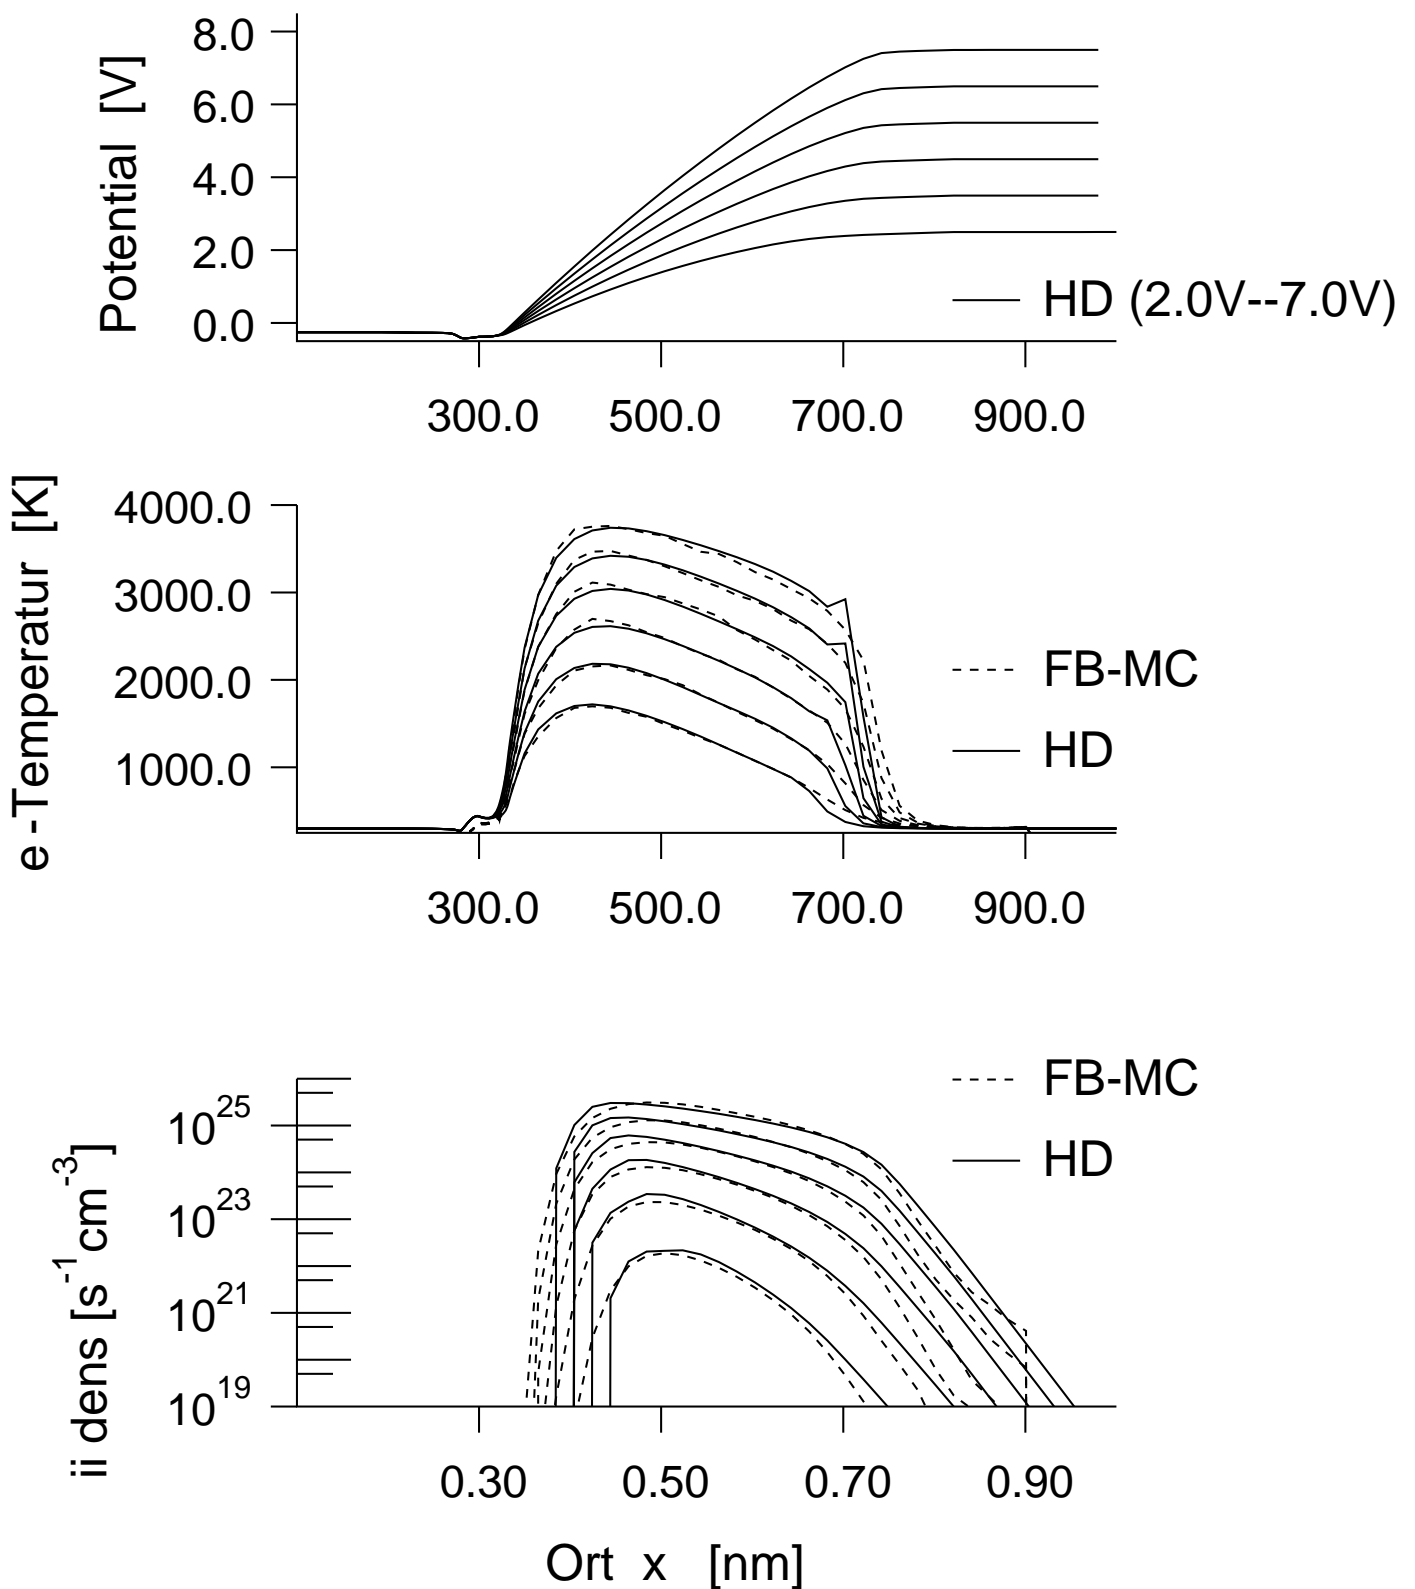 8.0
6.0
4.0
2.0
0.0
Potential [V]
HD (2.0V--7.0V)
300.0 500.0 700.0 900.0
4000.0
3000.0
2000.0
1000.0
e-Temperatur [K]
FB-MC
HD
300.0 500.0 700.0 900.0
FB-MC
HD
10^25
10^23
10^21
10^19
ii dens [s^-1 cm^-3]
0.30 0.50 0.70 0.90
Ort x [nm]